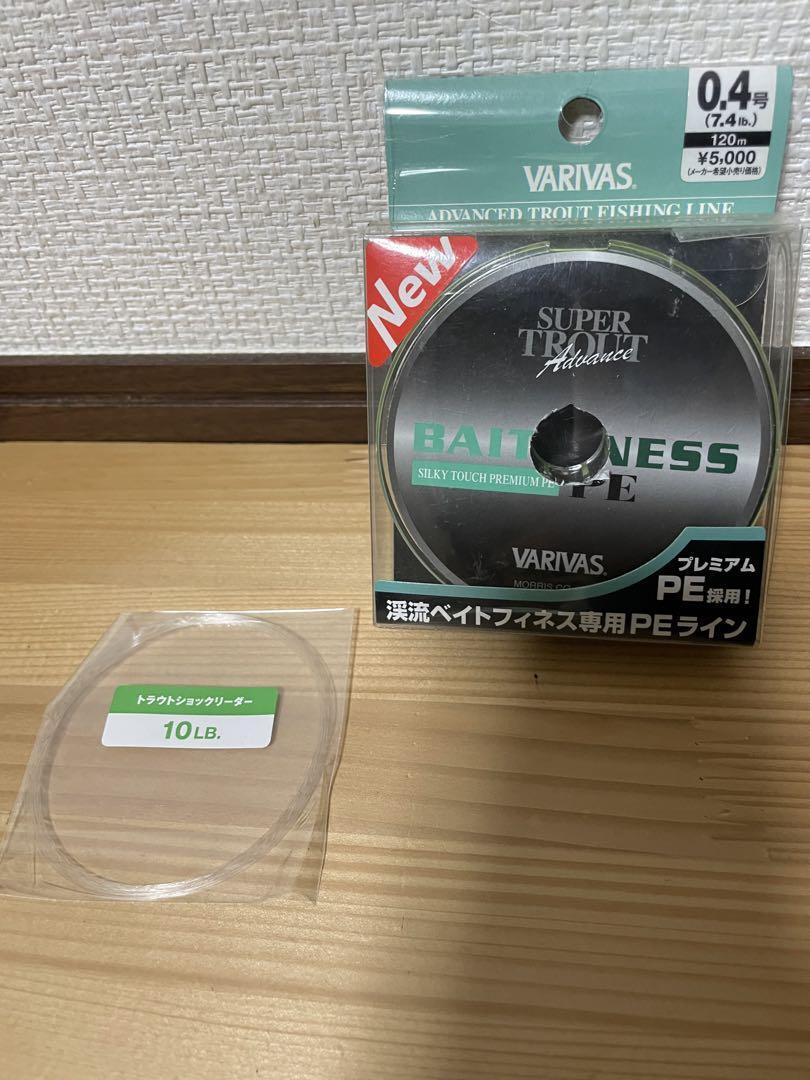 0.4号
(7.4lb.)
120m
¥5,000
(メーカー希望小売り価格)
VARIVAS®
ADVANCED TROUT FISHING LINE
New
SUPER
TROUT
Advance
BAIT NESS
SILKY TOUCH PREMIUM PE
PE
VARIVAS®
MORRIS CO
プレミアム
PE採用!
渓流ベイトフィネス専用PEライン
トラウトショックリーダー
10LB.